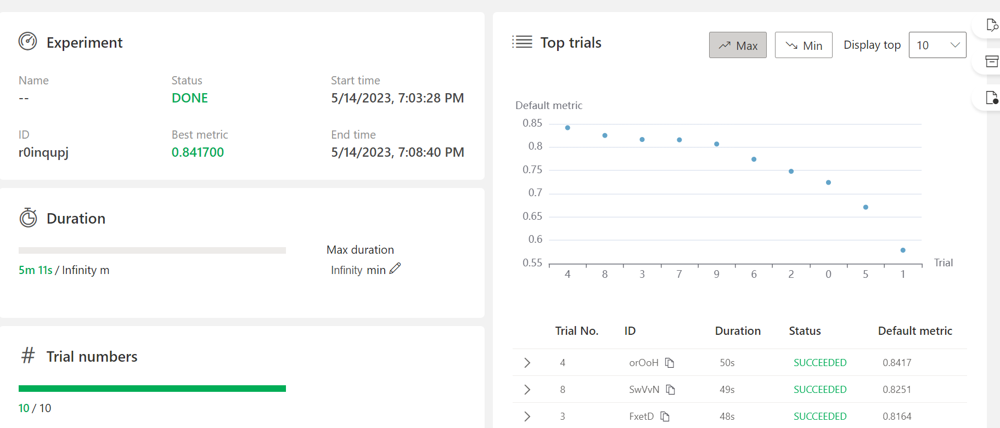 Experiment
Name
--
Status
DONE
Start time
5/14/2023, 7:03:28 PM
ID
r0inqupj
Best metric
0.841700
End time
5/14/2023, 7:08:40 PM
Duration
5m 11s / Infinity m
Max duration
Infinity min
# Trial numbers
10 / 10
Top trials
Max
Min
Display top
10
Default metric
0.85
0.8
0.75
0.7
0.65
0.6
0.55
4 8 3 7 9 6 2 0 5 1
Trial
Trial No. ID Duration Status Default metric
4 orOoH 50s SUCCEEDED 0.8417
8 SwVvN 49s SUCCEEDED 0.8251
3 FxetD 48s SUCCEEDED 0.8164